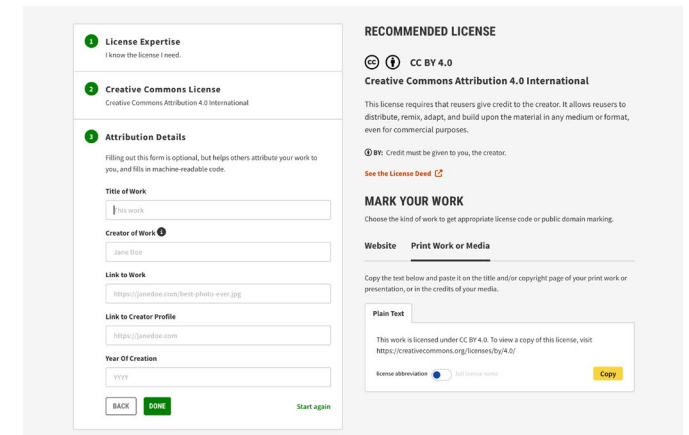 1 License Expertise
I know the license I need.
2 Creative Commons License
Creative Commons Attribution 4.0 International
3 Attribution Details
Filling out this form is optional, but helps others attribute your work to
you, and fills in machine-readable code.
Title of Work
This work
Creator of Work
Jane Doe
Link to Work
https://janedoe.com/best-photo-ever.jpg
Link to Creator Profile
https://janedoe.com
Year Of Creation
YYYY
BACK DONE Start again
RECOMMENDED LICENSE
CC BY 4.0
Creative Commons Attribution 4.0 International
This license requires that reusers give credit to the creator. It allows reusers to
distribute, remix, adapt, and build upon the material in any medium or format,
even for commercial purposes.
BY: Credit must be given to you, the creator.
See the License Deed
MARK YOUR WORK
Choose the kind of work to get appropriate license code or public domain marking.
Website Print Work or Media
Copy the text below and paste it on the title and/or copyright page of your print work or
presentation, or in the credits of your media.
Plain Text
This work is licensed under CC BY 4.0. To view a copy of this license, visit
https://creativecommons.org/licenses/by/4.0/
license abbreviation full license name Copy